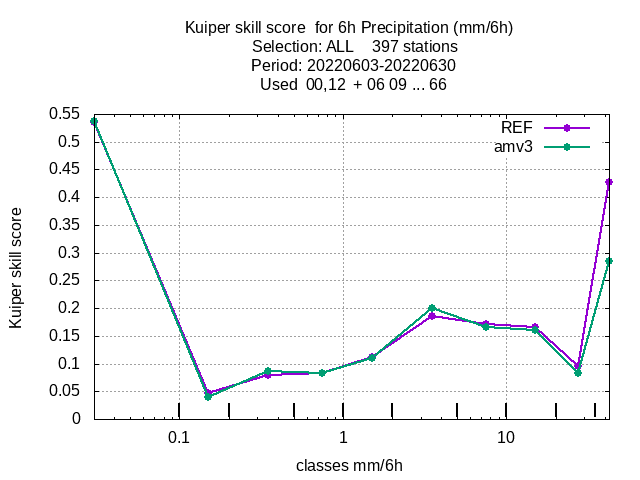 Kuiper skill score  for 6h Precipitation (mm/6h)
Selection: ALL    397 stations
Period: 20220603-20220630
Used  00,12  + 06 09 ... 66
REF
amv3
0.55
0.5
0.45
0.4
0.35
0.3
0.25
0.2
0.15
0.1
0.05
0
Kuiper skill score
0.1
1
10
classes mm/6h